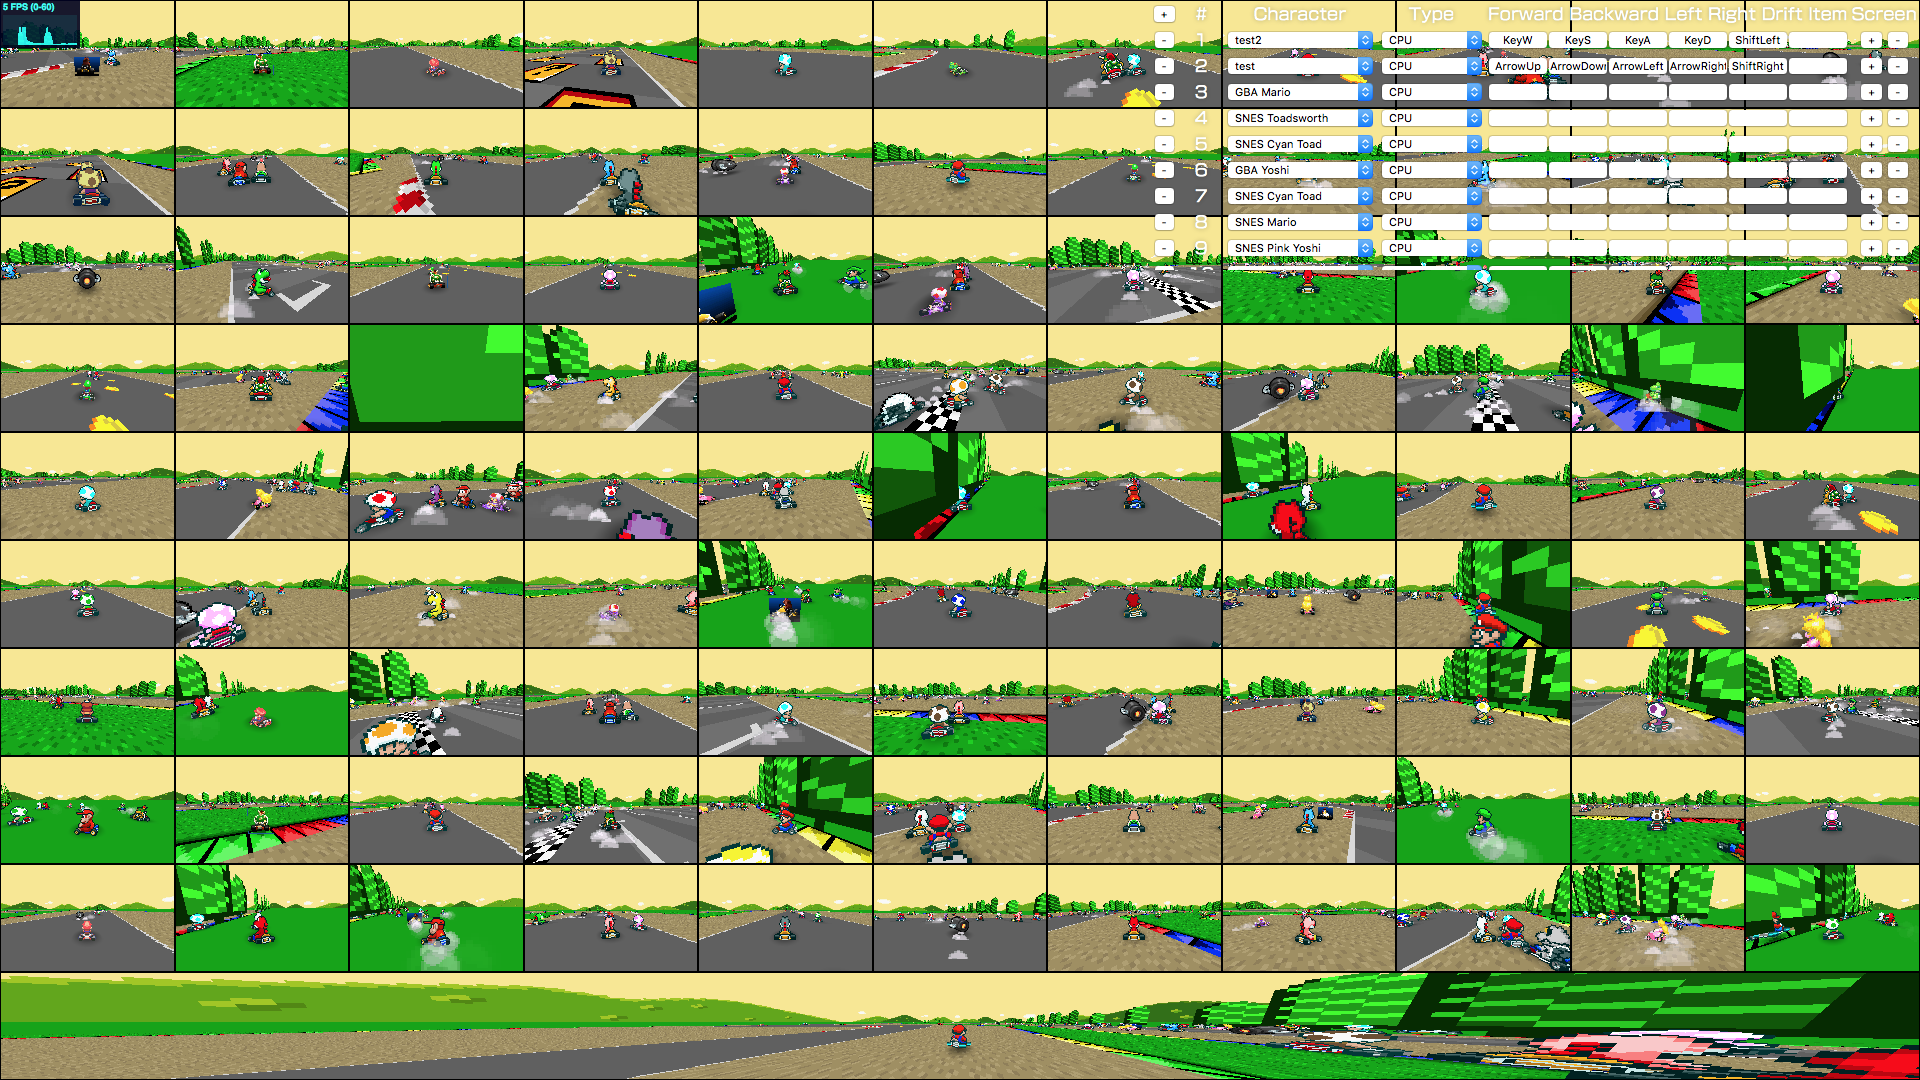 5 FPS (0-60)
+ # Character Type Forward Backward Left Right Drift Item Screen
- 1 test2 CPU KeyW KeyS KeyA KeyD ShiftLeft + -
- 2 test CPU ArrowUp ArrowDown ArrowLeft ArrowRight ShiftRight + -
- 3 GBA Mario CPU + -
- 4 SNES Toadsworth CPU + -
- 5 SNES Cyan Toad CPU + -
- 6 GBA Yoshi CPU + -
- 7 SNES Cyan Toad CPU + -
- 8 SNES Mario CPU + -
- 9 SNES Pink Yoshi CPU + -